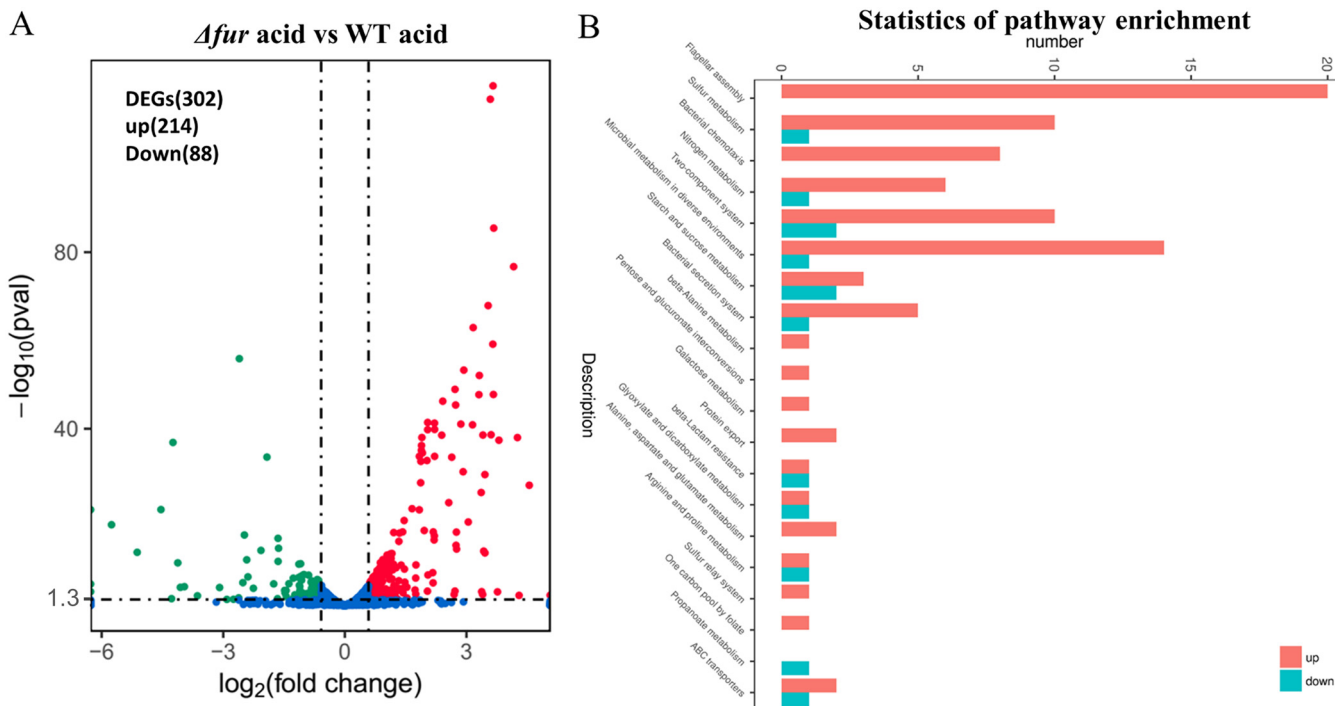 A
Δfur acid vs WT acid
DEGs(302)
up(214)
Down(88)
80
40
1.3
−log10(pval)
−6
−3
0
3
log2(fold change)
B
Statistics of pathway enrichment
number
0
5
10
15
20
Flagellar assembly
Sulfur metabolism
Bacterial chemotaxis
Nitrogen metabolism
Two-component system
Microbial metabolism in diverse environments
Starch and sucrose metabolism
Bacterial secretion system
beta-Alanine metabolism
Pentose and glucuronate interconversions
Galactose metabolism
Protein export
beta-Lactam resistance
Glyoxylate and dicarboxylate metabolism
Alanine, aspartate and glutamate metabolism
Arginine and proline metabolism
Sulfur relay system
One carbon pool by folate
Propanoate metabolism
ABC transporters
Description
up
down